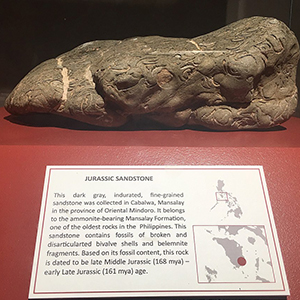 JURASSIC SANDSTONE
This dark gray, indurated, fine-grained
sandstone was collected in Cabalwa, Mansalay
in the province of Oriental Mindoro. It belongs
to the ammonite-bearing Mansalay Formation,
one of the oldest rocks in the Philippines. This
sandstone contains fossils of broken and
disarticulated bivalve shells and belemnite
fragments. Based on its fossil content, this rock
is dated to be late Middle Jurassic (168 mya) –
early Late Jurassic (161 mya) age.